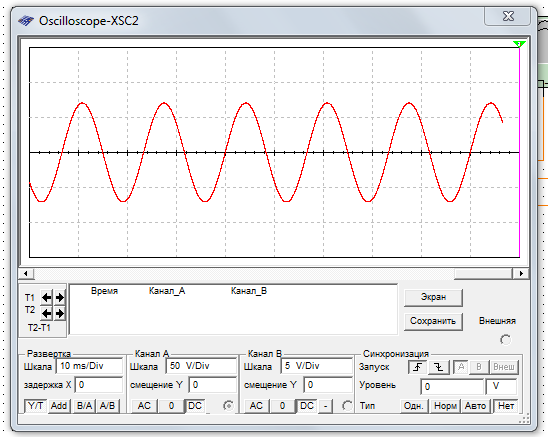 Oscilloscope-XSC2
T1
T2
T2-T1
Время Канал_A Канал_B
Экран
Сохранить
Внешняя
Развертка
Шкала 10 ms/Div
задержка X 0
Y/T Add B/A A/B
Канал A
Шкала 50 V/Div
смещение Y 0
AC 0 DC
Канал B
Шкала 5 V/Div
смещение Y 0
AC 0 DC -
Синхронизация
Запуск A B Внеш
Уровень 0 V
Тип Одн. Норм Авто Нет